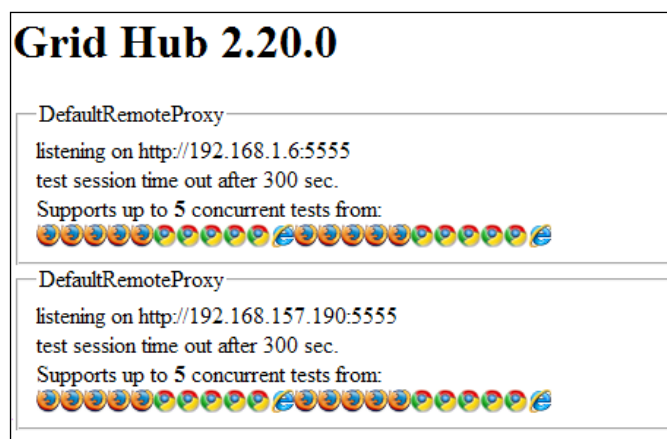 Grid Hub 2.20.0
DefaultRemoteProxy
listening on http://192.168.1.6:5555
test session time out after 300 sec.
Supports up to 5 concurrent tests from:
DefaultRemoteProxy
listening on http://192.168.157.190:5555
test session time out after 300 sec.
Supports up to 5 concurrent tests from: